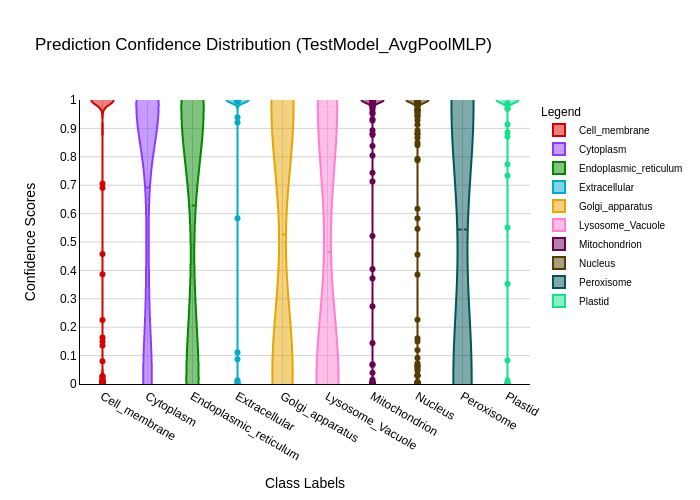 Prediction Confidence Distribution (TestModel_AvgPoolMLP)
Legend
Cell_membrane
Cytoplasm
Endoplasmic_reticulum
Extracellular
Golgi_apparatus
Lysosome_Vacuole
Mitochondrion
Nucleus
Peroxisome
Plastid
Confidence Scores
1
0.9
0.8
0.7
0.6
0.5
0.4
0.3
0.2
0.1
0
Cell_membrane
Cytoplasm
Endoplasmic_reticulum
Extracellular
Golgi_apparatus
Lysosome_Vacuole
Mitochondrion
Nucleus
Peroxisome
Plastid
Class Labels